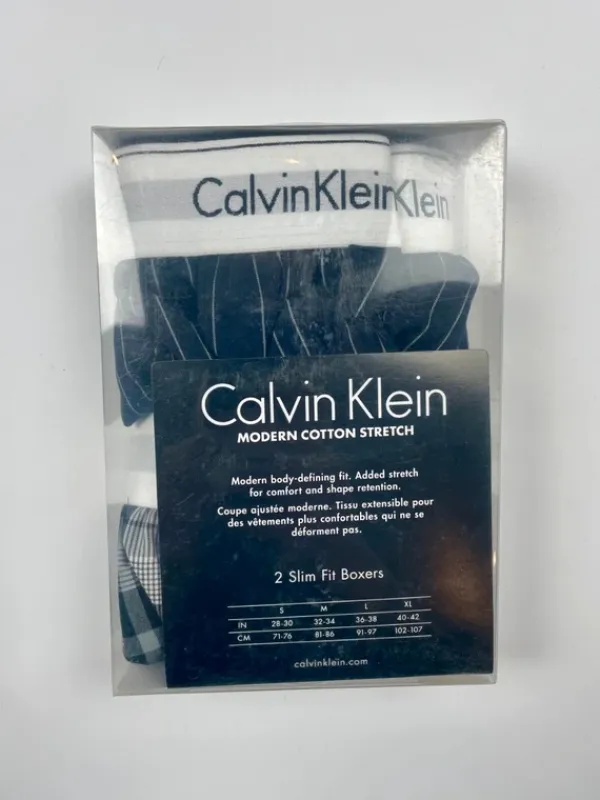 CalvinKlein
Klein
Calvin Klein
MODERN COTTON STRETCH
Modern body-defining fit. Added stretch
for comfort and shape retention.
Coupe ajustée moderne. Tissu extensible pour
des vêtements plus confortables qui ne se
déforment pas.
2 Slim Fit Boxers
S M L XL
IN 28-30 32-34 36-38 40-42
CM 71-76 81-86 91-97 102-107
calvinklein.com